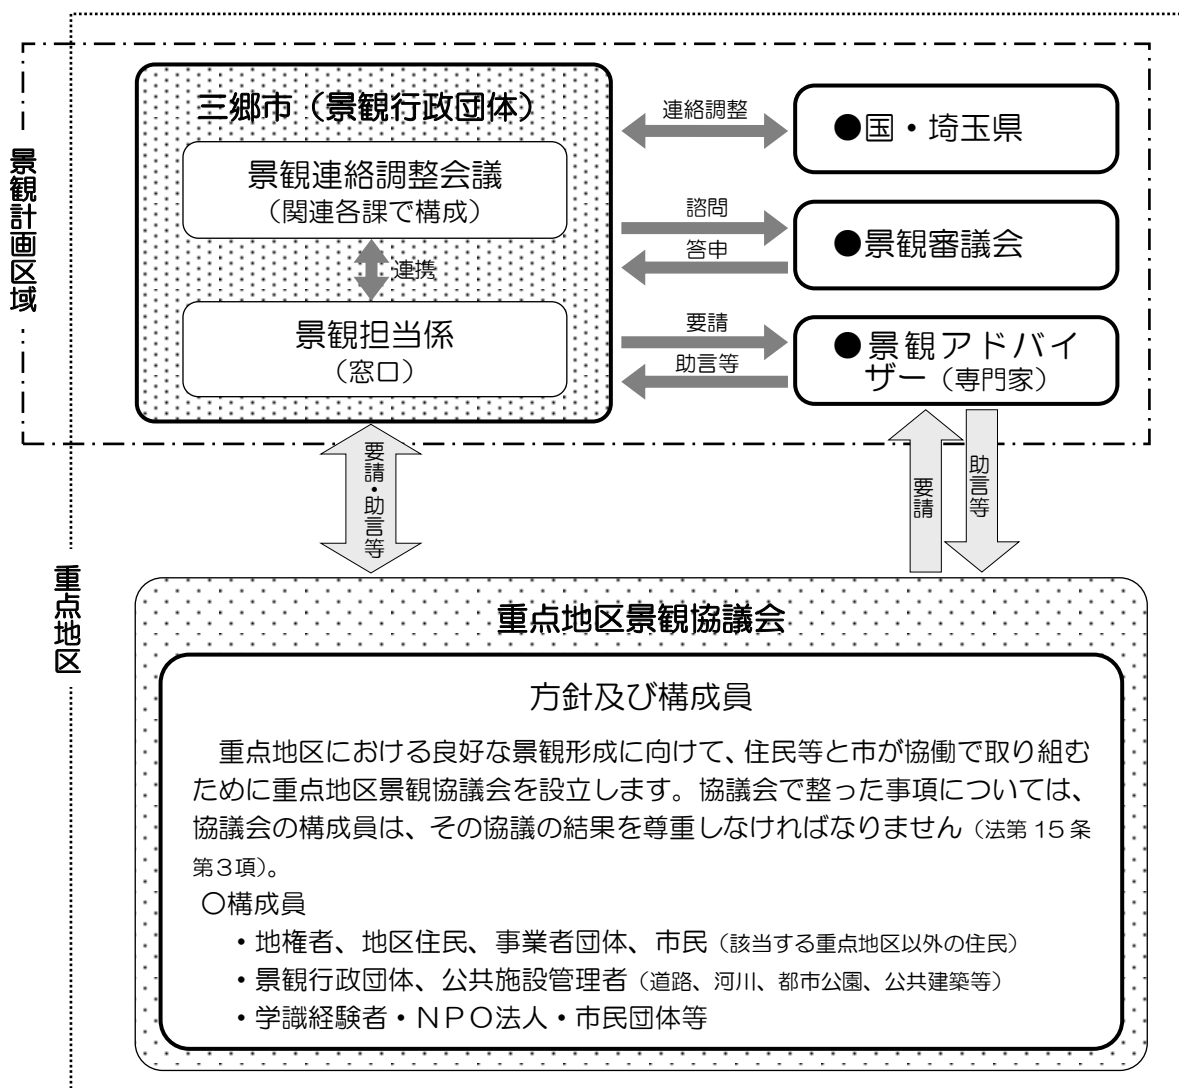 景観計画区域
三郷市（景観行政団体）
景観連絡調整会議
（関連各課で構成）
連携
景観担当係
（窓口）
連絡調整
●国・埼玉県
諮問
答申
●景観審議会
要請
助言等
●景観アドバイ
ザー（専門家）
要請・助言等
要請
助言等
重点地区
重点地区景観協議会
方針及び構成員
重点地区における良好な景観形成に向けて、住民等と市が協働で取り組む
ために重点地区景観協議会を設立します。協議会で整った事項については、
協議会の構成員は、その協議の結果を尊重しなければなりません（法第 15 条
第３項）。
〇構成員
・地権者、地区住民、事業者団体、市民（該当する重点地区以外の住民）
・景観行政団体、公共施設管理者（道路、河川、都市公園、公共建築等）
・学識経験者・ＮＰＯ法人・市民団体等